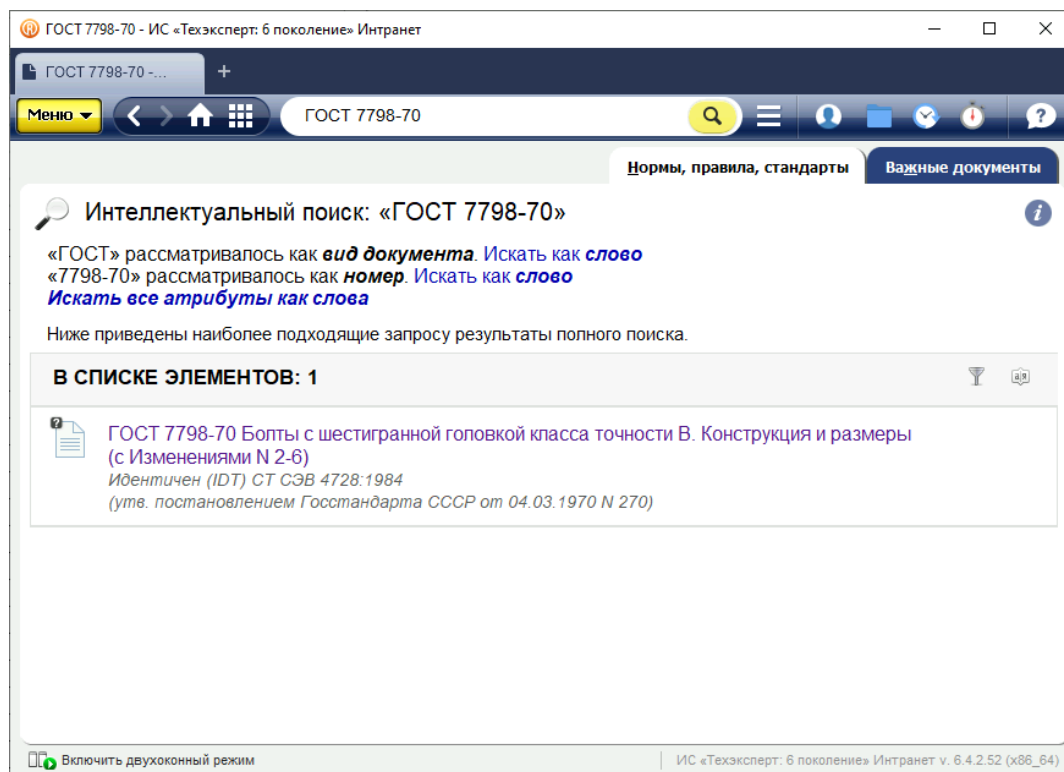 ГОСТ 7798-70 - ИС «Техэксперт: 6 поколение» Интранет
ГОСТ 7798-70 -...
Меню
ГОСТ 7798-70
Нормы, правила, стандарты
Важные документы
Интеллектуальный поиск: «ГОСТ 7798-70»
«ГОСТ» рассматривалось как вид документа. Искать как слово
«7798-70» рассматривалось как номер. Искать как слово
Искать все атрибуты как слова
Ниже приведены наиболее подходящие запросу результаты полного поиска.
В СПИСКЕ ЭЛЕМЕНТОВ: 1
ГОСТ 7798-70 Болты с шестигранной головкой класса точности В. Конструкция и размеры
(с Изменениями N 2-6)
Идентичен (IDT) СТ СЭВ 4728:1984
(утв. постановлением Госстандарта СССР от 04.03.1970 N 270)
Включить двухоконный режим
ИС «Техэксперт: 6 поколение» Интранет v. 6.4.2.52 (x86_64)